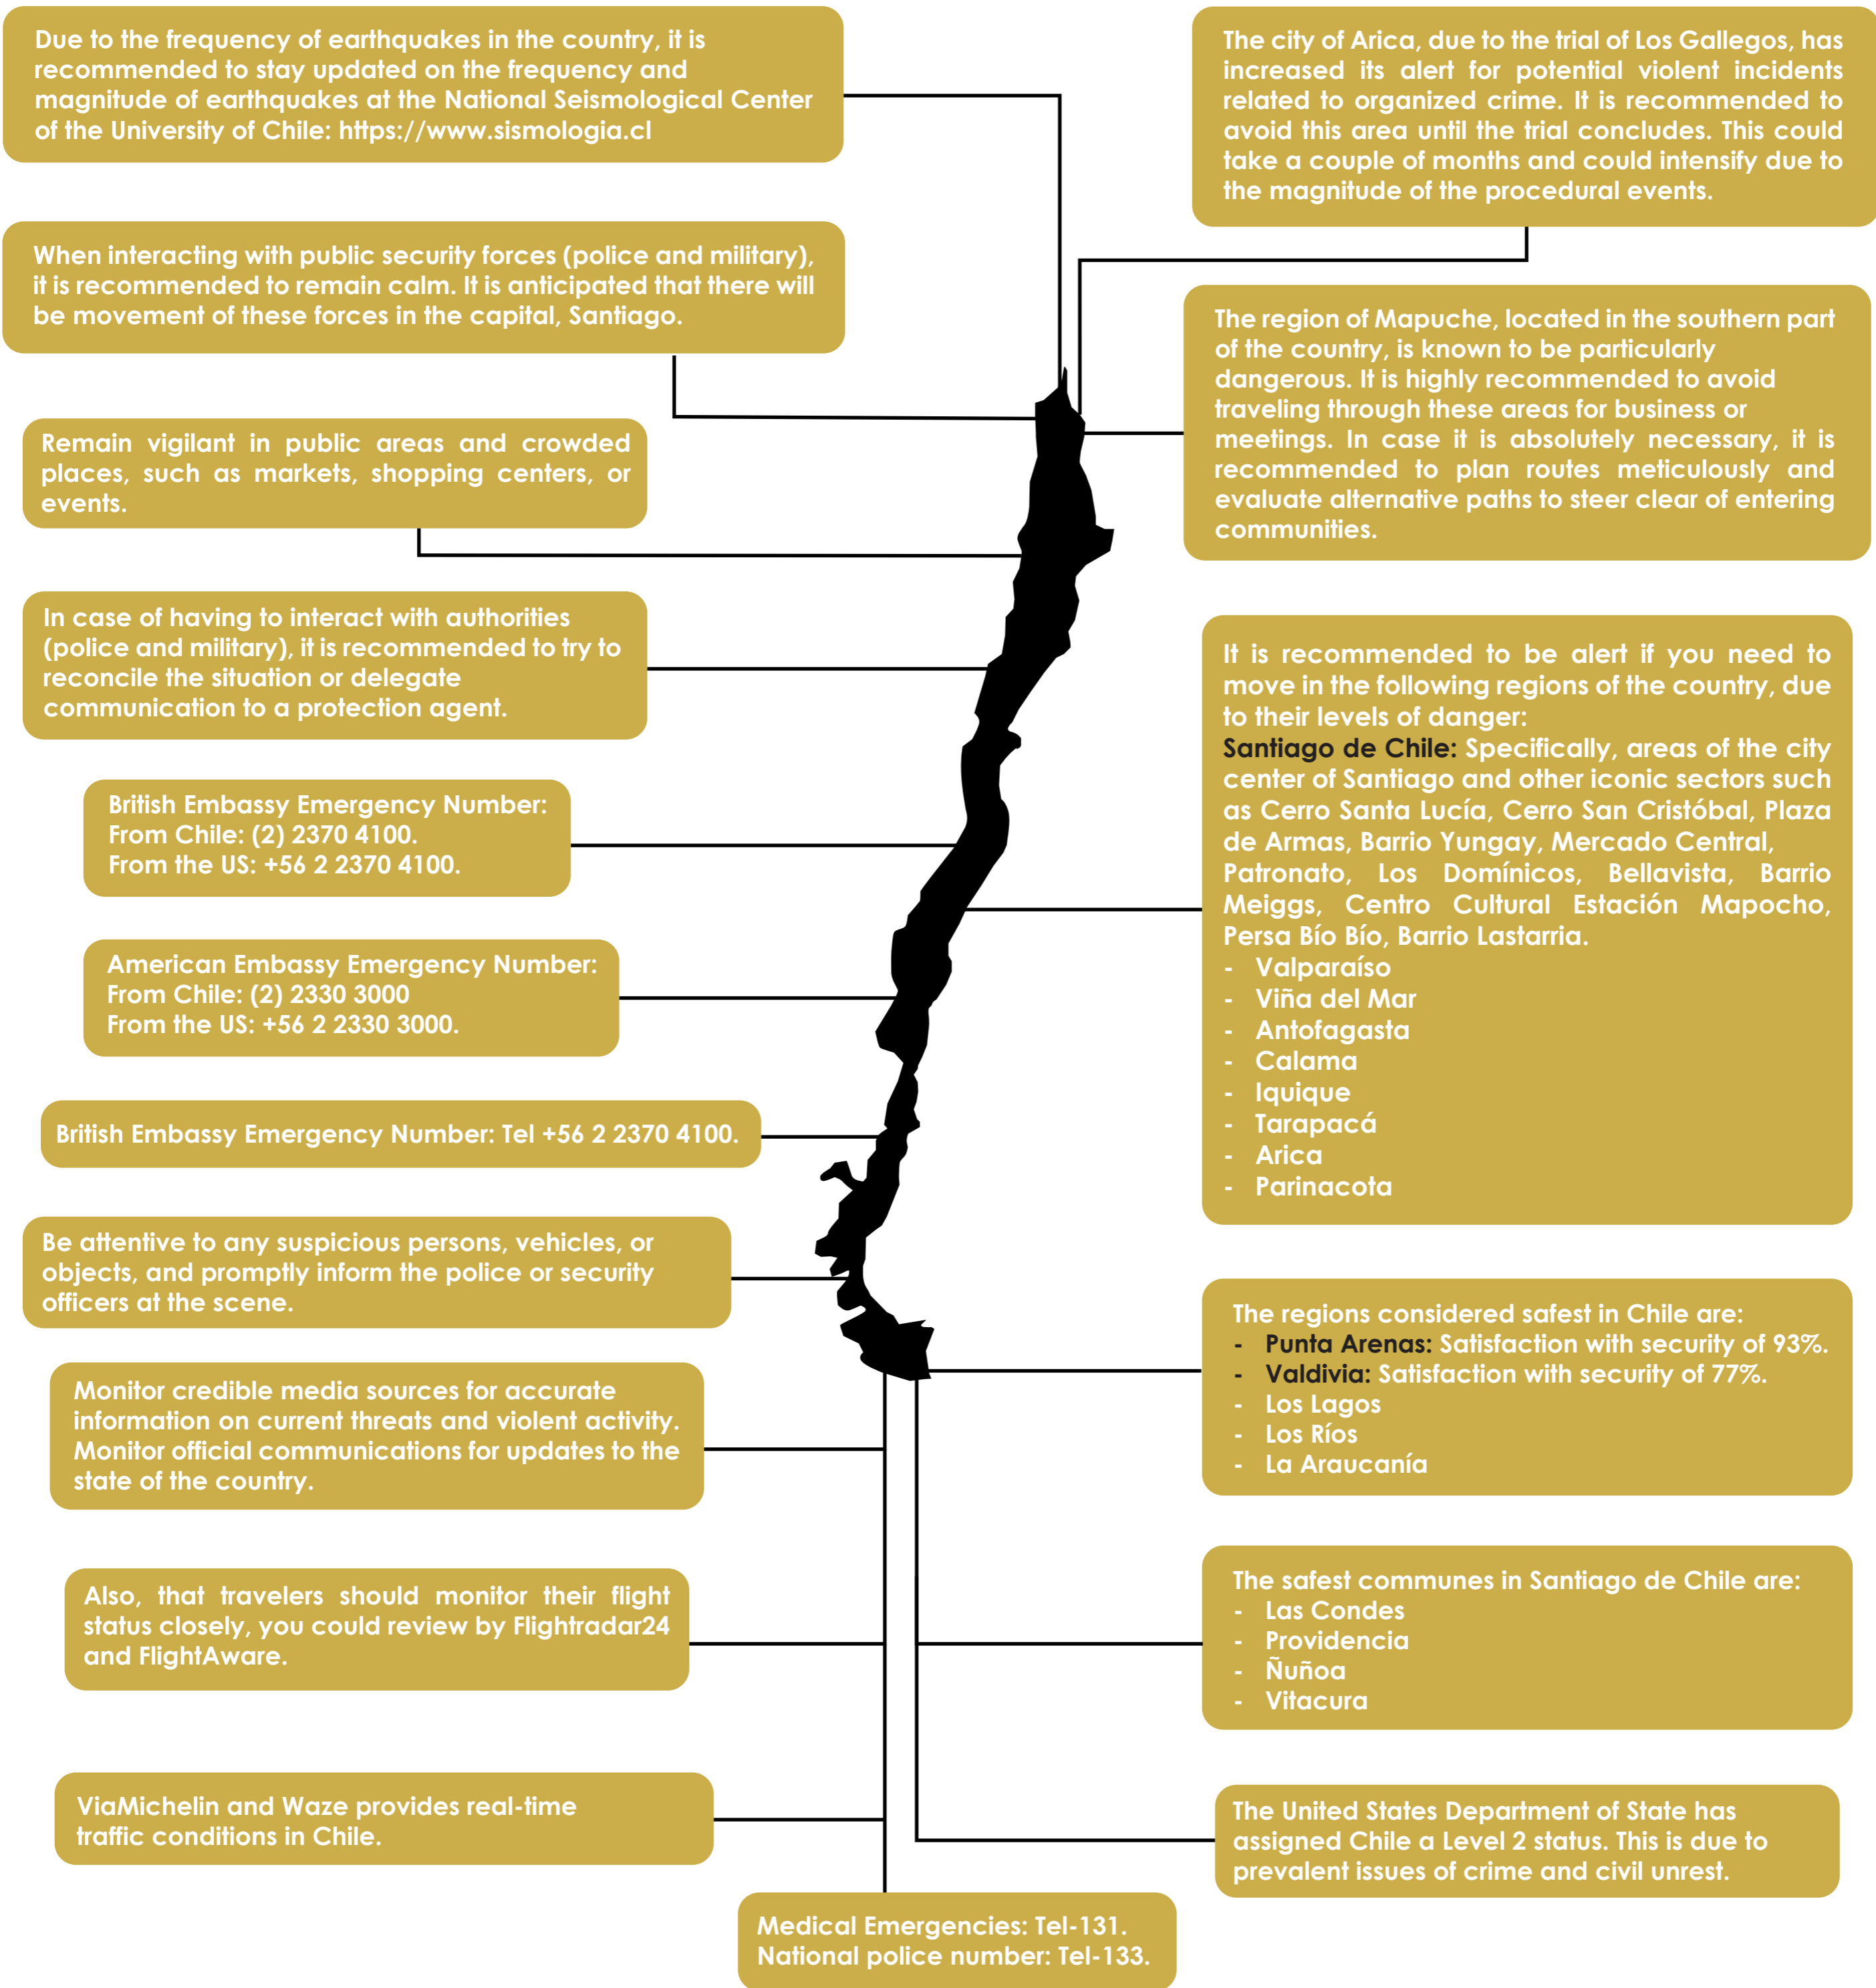 Due to the frequency of earthquakes in the country, it is
recommended to stay updated on the frequency and
magnitude of earthquakes at the National Seismological Center
of the University of Chile: https://www.sismologia.cl
When interacting with public security forces (police and military),
it is recommended to remain calm. It is anticipated that there will
be movement of these forces in the capital, Santiago.
Remain vigilant in public areas and crowded
places, such as markets, shopping centers, or
events.
In case of having to interact with authorities
(police and military), it is recommended to try to
reconcile the situation or delegate
communication to a protection agent.
British Embassy Emergency Number:
From Chile: (2) 2370 4100.
From the US: +56 2 2370 4100.
American Embassy Emergency Number:
From Chile: (2) 2330 3000
From the US: +56 2 2330 3000.
British Embassy Emergency Number: Tel +56 2 2370 4100.
Be attentive to any suspicious persons, vehicles, or
objects, and promptly inform the police or security
officers at the scene.
Monitor credible media sources for accurate
information on current threats and violent activity.
Monitor official communications for updates to the
state of the country.
Also, that travelers should monitor their flight
status closely, you could review by Flightradar24
and FlightAware.
ViaMichelin and Waze provides real-time
traffic conditions in Chile.
Medical Emergencies: Tel-131.
National police number: Tel-133.
The city of Arica, due to the trial of Los Gallegos, has
increased its alert for potential violent incidents
related to organized crime. It is recommended to
avoid this area until the trial concludes. This could
take a couple of months and could intensify due to
the magnitude of the procedural events.
The region of Mapuche, located in the southern part
of the country, is known to be particularly
dangerous. It is highly recommended to avoid
traveling through these areas for business or
meetings. In case it is absolutely necessary, it is
recommended to plan routes meticulously and
evaluate alternative paths to steer clear of entering
communities.
It is recommended to be alert if you need to
move in the following regions of the country, due
to their levels of danger:
Santiago de Chile: Specifically, areas of the city
center of Santiago and other iconic sectors such
as Cerro Santa Lucía, Cerro San Cristóbal, Plaza
de Armas, Barrio Yungay, Mercado Central,
Patronato, Los Domínicos, Bellavista, Barrio
Meiggs, Centro Cultural Estación Mapocho,
Persa Bío Bío, Barrio Lastarria.
- Valparaíso
- Viña del Mar
- Antofagasta
- Calama
- Iquique
- Tarapacá
- Arica
- Parinacota
The regions considered safest in Chile are:
- Punta Arenas: Satisfaction with security of 93%.
- Valdivia: Satisfaction with security of 77%.
- Los Lagos
- Los Ríos
- La Araucanía
The safest communes in Santiago de Chile are:
- Las Condes
- Providencia
- Ñuñoa
- Vitacura
The United States Department of State has
assigned Chile a Level 2 status. This is due to
prevalent issues of crime and civil unrest.